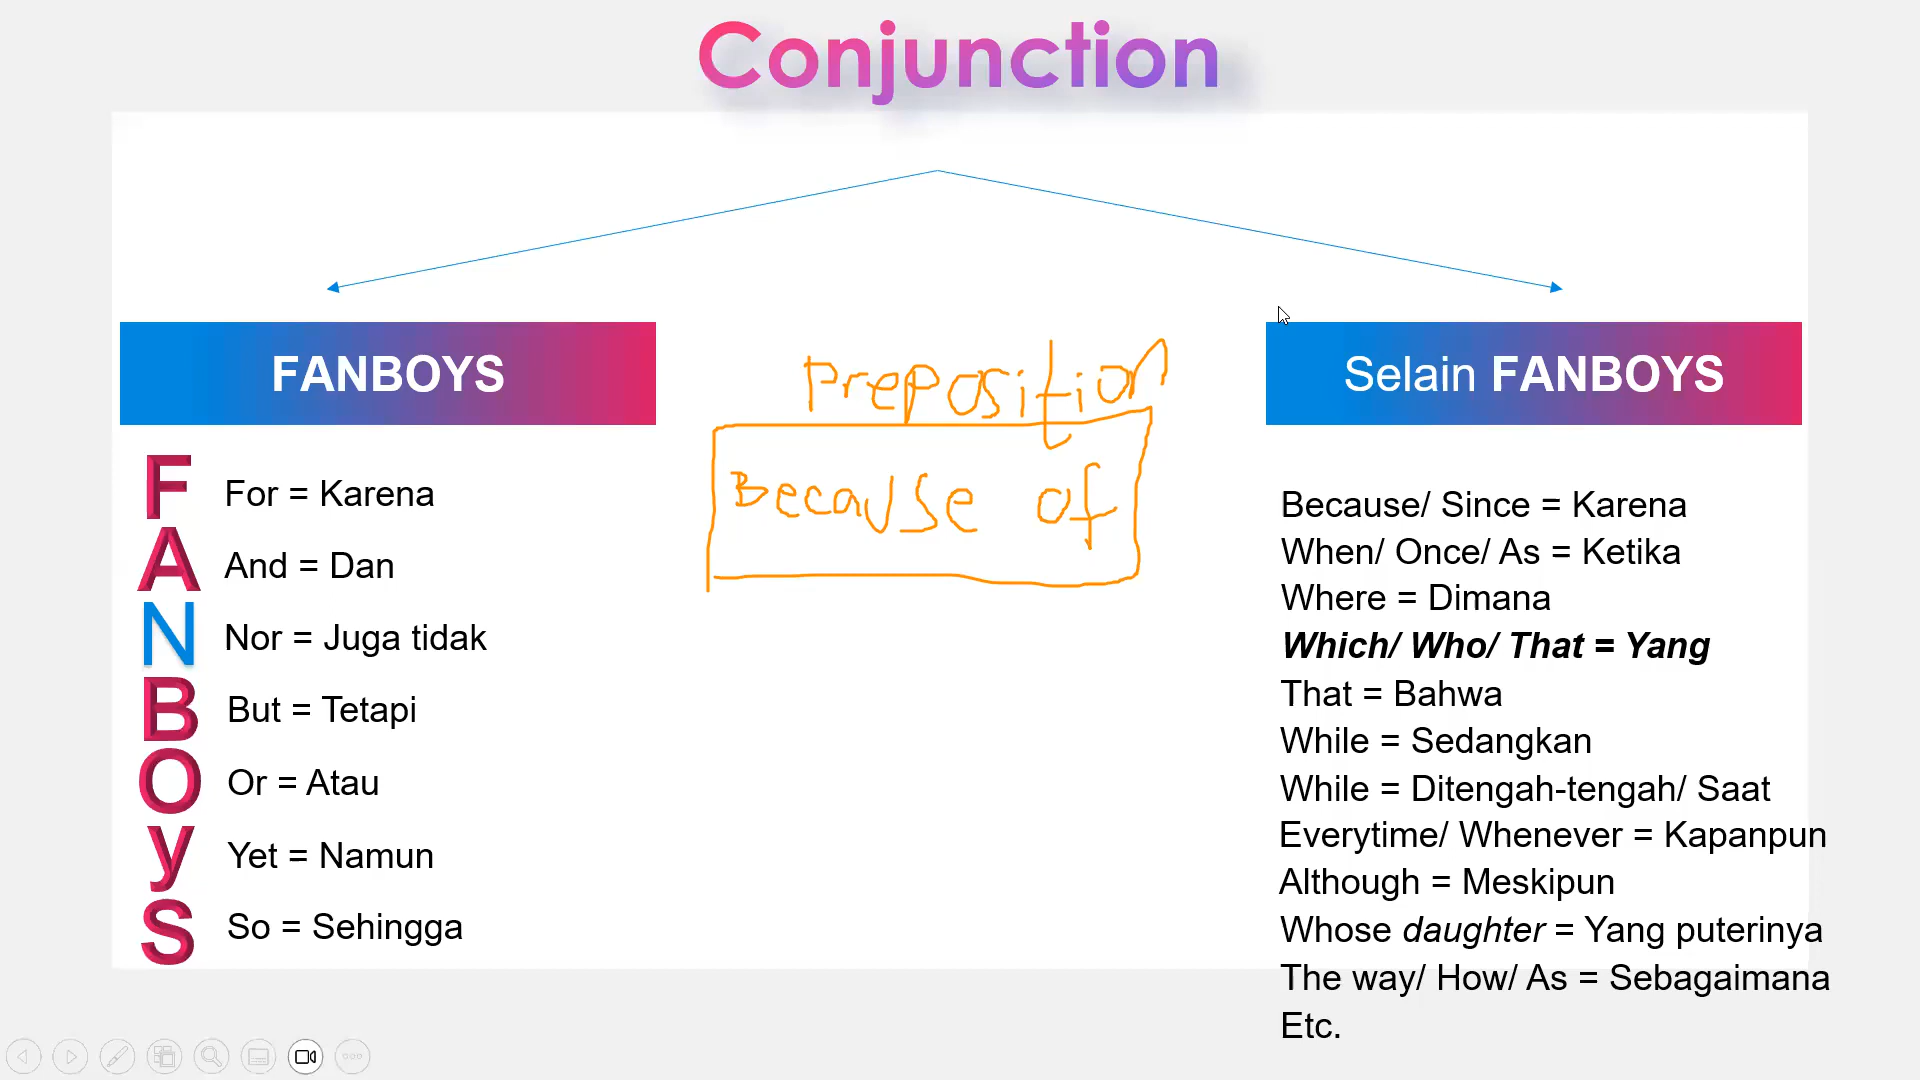 Conjunction
FANBOYS
F For = Karena
A And = Dan
N Nor = Juga tidak
B But = Tetapi
O Or = Atau
y Yet = Namun
S So = Sehingga
Preposition
Because of
Selain FANBOYS
Because/ Since = Karena
When/ Once/ As = Ketika
Where = Dimana
Which/ Who/ That = Yang
That = Bahwa
While = Sedangkan
While = Ditengah-tengah/ Saat
Everytime/ Whenever = Kapanpun
Although = Meskipun
Whose daughter = Yang puterinya
The way/ How/ As = Sebagaimana
Etc.